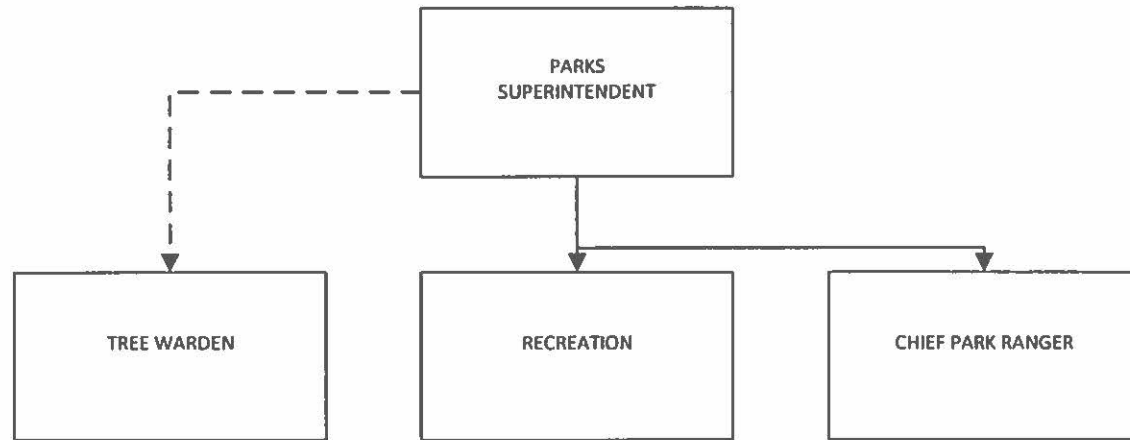 PARKS
SUPERINTENDENT
TREE WARDEN
RECREATION
CHIEF PARK RANGER